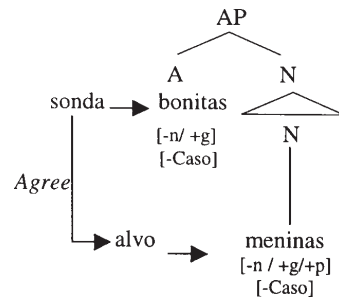 AP
A N
sonda bonitas
[-n/ +g] N
[-Caso]
Agree
alvo meninas
[-n / +g/+p]
[-Caso]